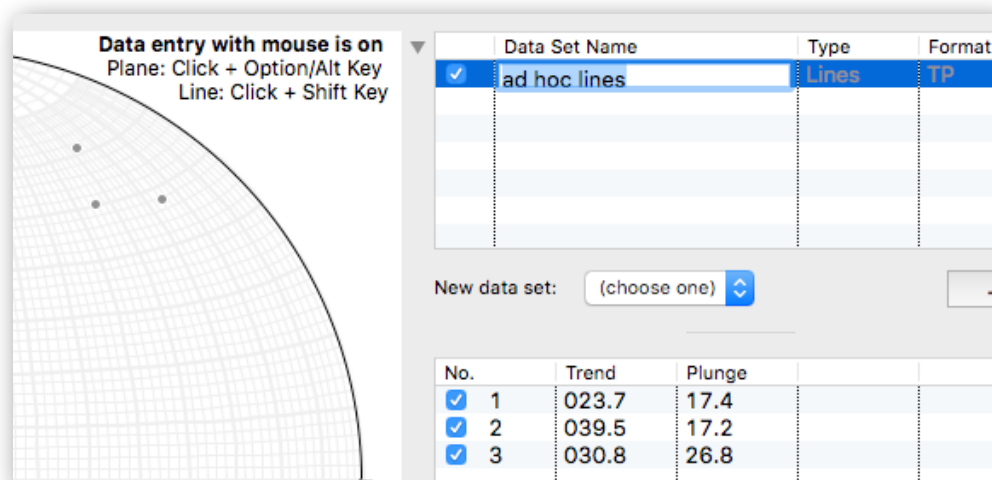 Data entry with mouse is on
Plane: Click + Option/Alt Key
Line: Click + Shift Key
Data Set Name Type Format
ad hoc lines Lines TP
New data set: (choose one)
No. Trend Plunge
1 023.7 17.4
2 039.5 17.2
3 030.8 26.8